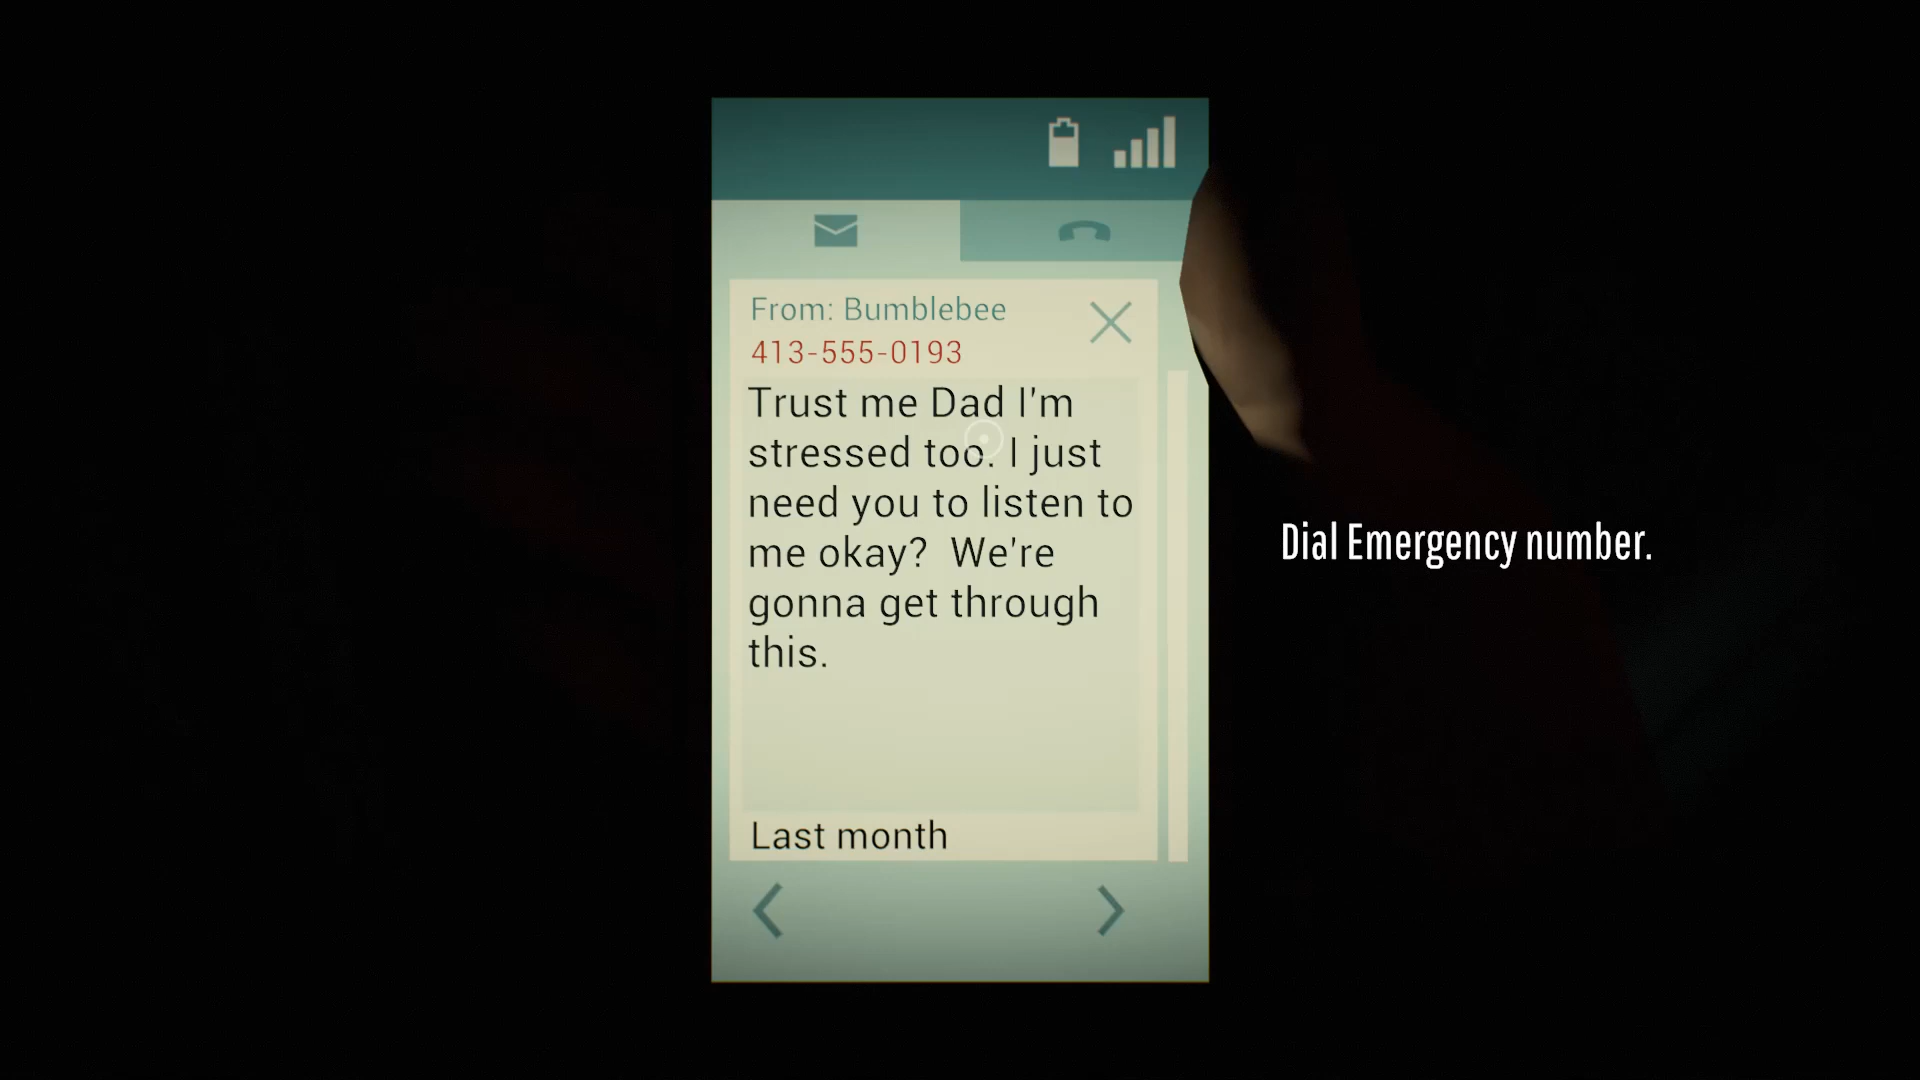 From: Bumblebee
413-555-0193
Trust me Dad I'm
stressed too. I just
need you to listen to
me okay?  We're
gonna get through
this.
Last month
Dial Emergency number.